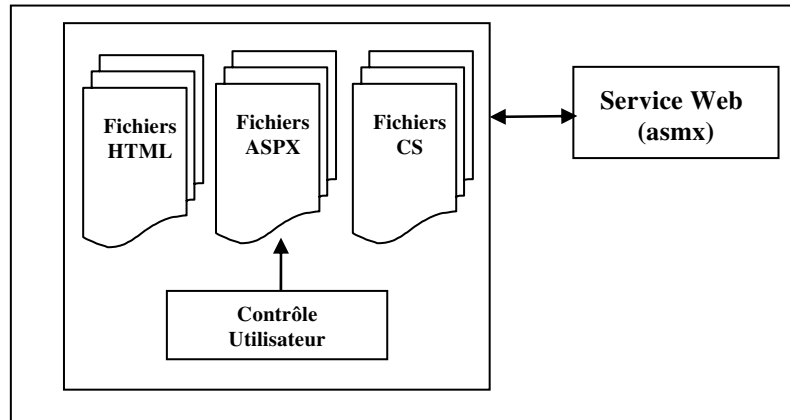 Fichiers
HTML
Fichiers
ASPX
Fichiers
CS
Service Web
(asmx)
Contrôle
Utilisateur